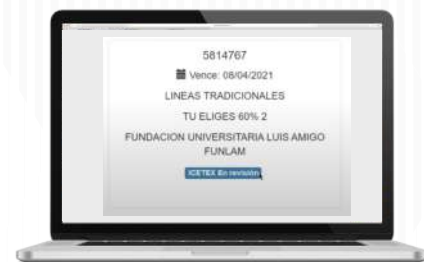 5814767
Vence: 08/04/2021
LINEAS TRADICIONALES
TU ELIGES 60% 2
FUNDACION UNIVERSITARIA LUIS AMIGO
FUNLAM
ICETEX En revisión